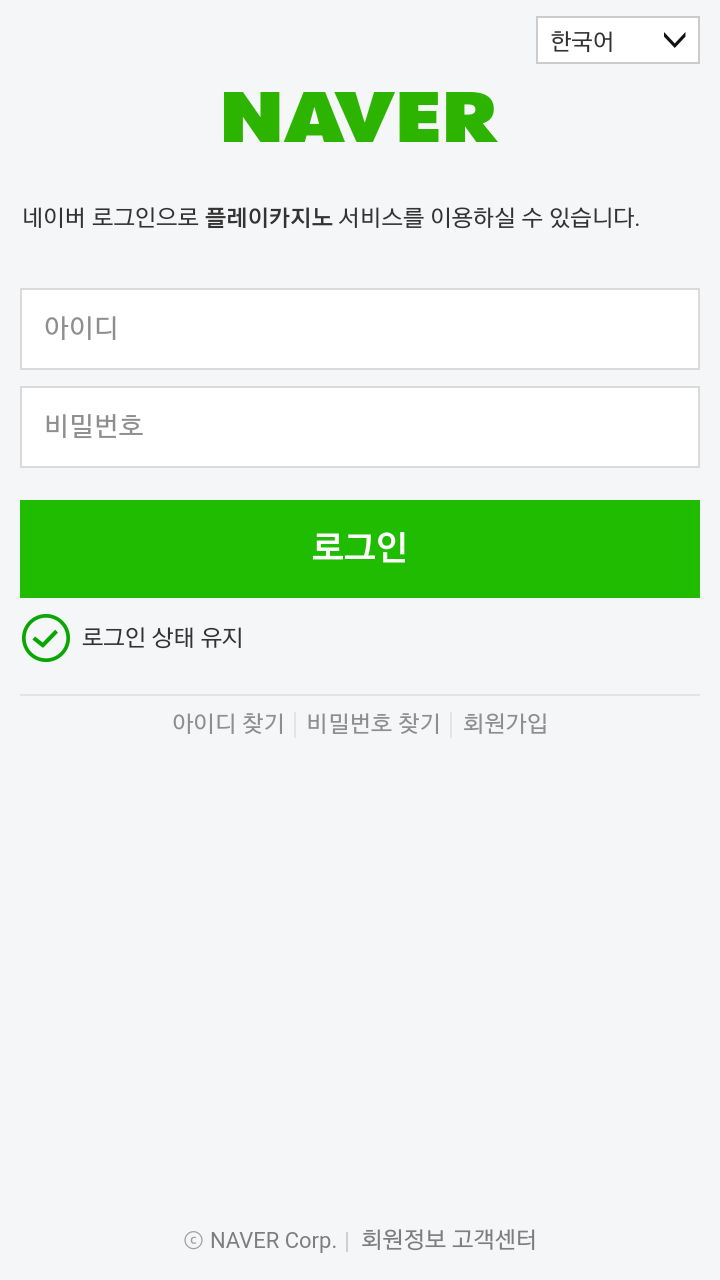 한국어
NAVER
네이버 로그인으로 플레이카지노 서비스를 이용하실 수 있습니다.
아이디
비밀번호
로그인
로그인 상태 유지
아이디 찾기 | 비밀번호 찾기 | 회원가입
ⓒ NAVER Corp. | 회원정보 고객센터